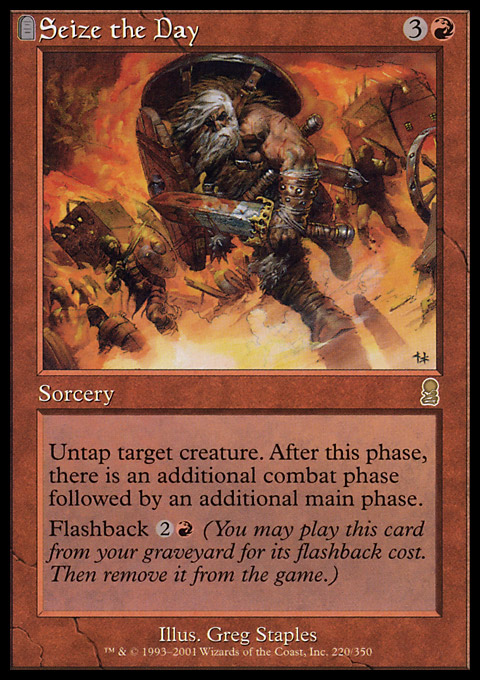 Seize the Day 3
Sorcery
Untap target creature. After this phase,
there is an additional combat phase
followed by an additional main phase.
Flashback 2 (You may play this card
from your graveyard for its flashback cost.
Then remove it from the game.)
Illus. Greg Staples
™ & © 1993–2001 Wizards of the Coast, Inc. 220/350